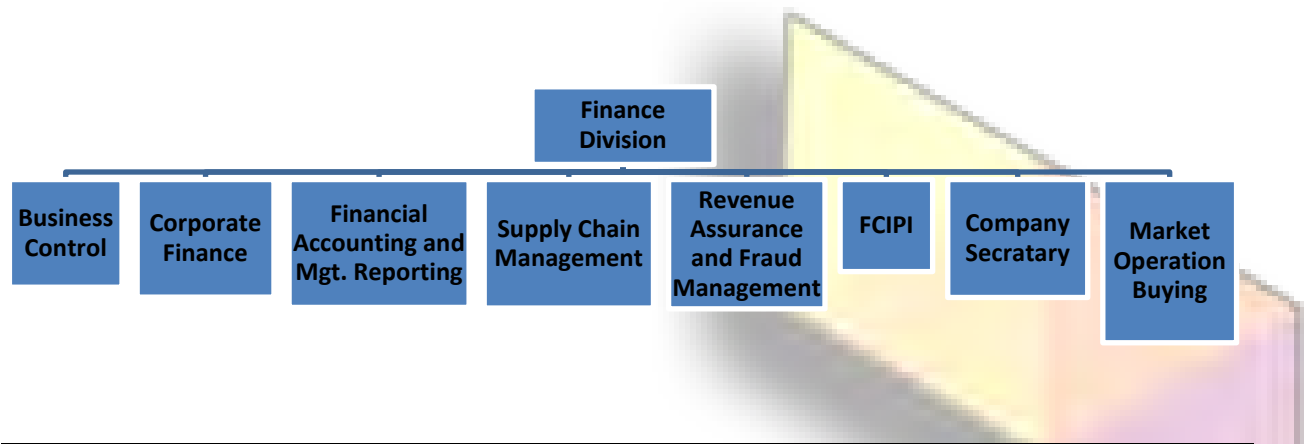 Finance
Division
Business
Control
Corporate
Finance
Financial
Accounting and
Mgt. Reporting
Supply Chain
Management
Revenue
Assurance
and Fraud
Management
FCIPI
Company
Secratary
Market
Operation
Buying